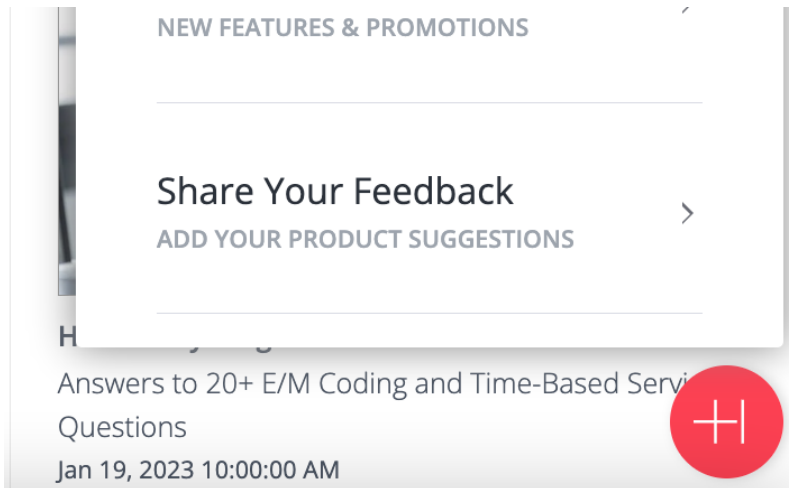 NEW FEATURES & PROMOTIONS
Share Your Feedback
ADD YOUR PRODUCT SUGGESTIONS
Answers to 20+ E/M Coding and Time-Based
Questions
Jan 19, 2023 10:00:00 AM